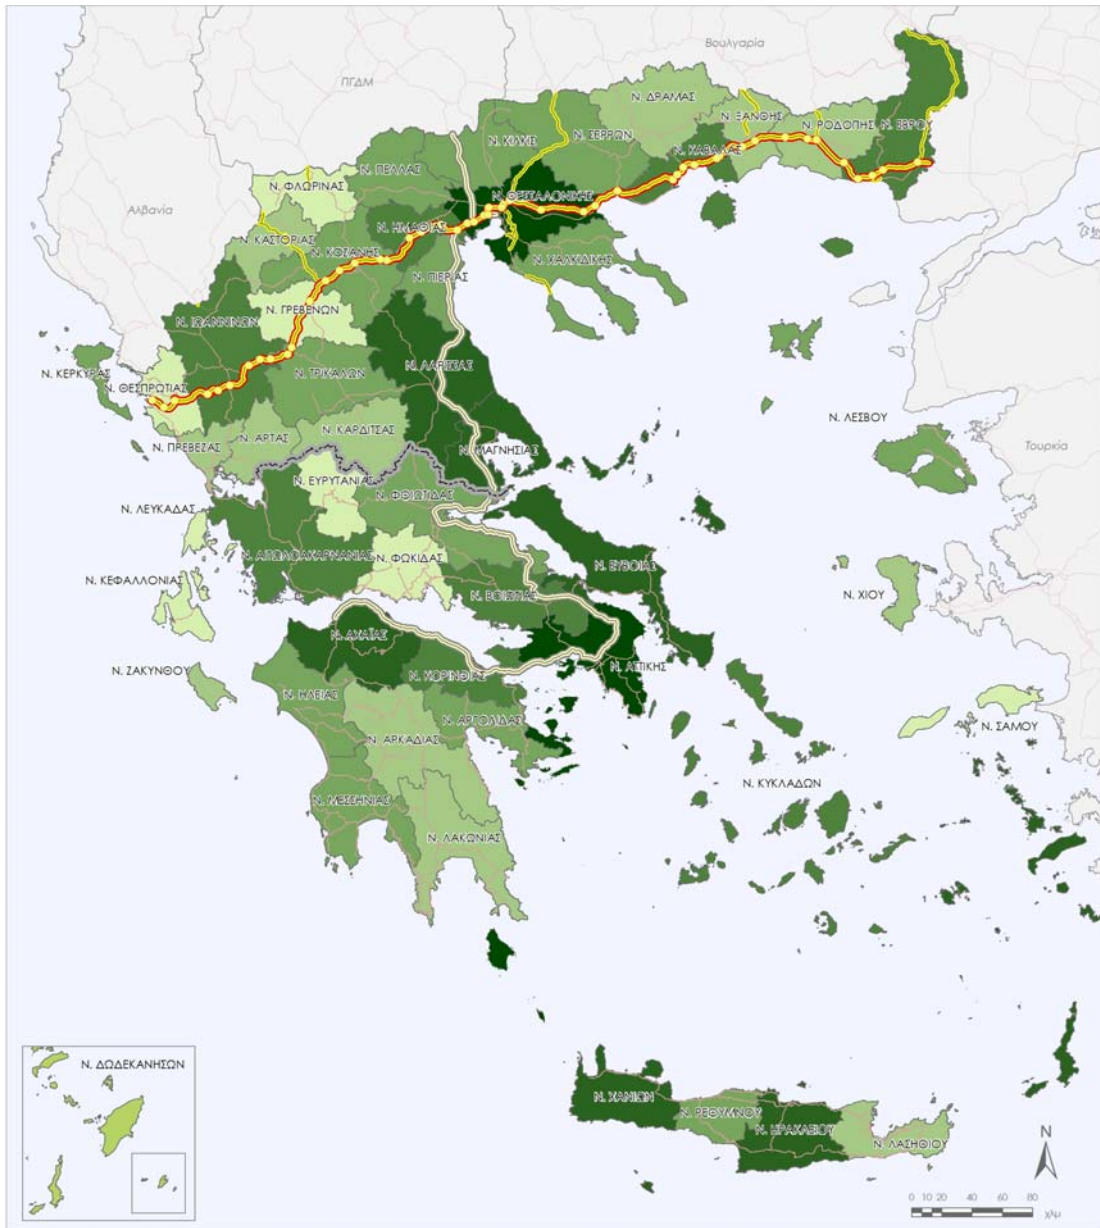 Βουλγαρία
ΠΓΔΜ
Ν. ΔΡΑΜΑΣ
Ν. ΞΑΝΘΗΣ
Ν. ΡΟΔΟΠΗΣ
Ν. ΕΒΡΟΥ
Ν. ΚΙΛΚΙΣ
Ν. ΣΕΡΡΩΝ
Ν. ΚΑΒΑΛΑΣ
Ν. ΠΕΛΛΑΣ
Ν. ΦΛΩΡΙΝΑΣ
Ν. ΘΕΣΣΑΛΟΝΙΚΗΣ
Αλβανία
Ν. ΗΜΑΘΙΑΣ
Ν. ΚΑΣΤΟΡΙΑΣ
Ν. ΚΟΖΑΝΗΣ
Ν. ΧΑΛΚΙΔΙΚΗΣ
Ν. ΠΙΕΡΙΑΣ
Ν. ΓΡΕΒΕΝΩΝ
Ν. ΙΩΑΝΝΙΝΩΝ
Ν. ΛΑΡΙΣΣΑΣ
Ν. ΚΕΡΚΥΡΑΣ
Ν. ΤΡΙΚΑΛΩΝ
Ν. ΘΕΣΠΡΩΤΙΑΣ
Ν. ΛΕΣΒΟΥ
Ν. ΚΑΡΔΙΤΣΑΣ
Ν. ΑΡΤΑΣ
Ν. ΠΡΕΒΕΖΑΣ
Ν. ΜΑΓΝΗΣΙΑΣ
Τουρκία
Ν. ΕΥΡΥΤΑΝΙΑΣ
Ν. ΦΘΙΩΤΙΔΑΣ
Ν. ΛΕΥΚΑΔΑΣ
Ν. ΑΙΤΩΛΟΑΚΑΡΝΑΝΙΑΣ
Ν. ΦΩΚΙΔΑΣ
Ν. ΕΥΒΟΙΑΣ
Ν. ΚΕΦΑΛΛΟΝΙΑΣ
Ν. ΒΟΙΩΤΙΑΣ
Ν. ΧΙΟΥ
Ν. ΑΧΑΪΑΣ
Ν. ΑΤΤΙΚΗΣ
Ν. ΖΑΚΥΝΘΟΥ
Ν. ΚΟΡΙΝΘΙΑΣ
Ν. ΗΛΕΙΑΣ
Ν. ΑΡΓΟΛΙΔΑΣ
Ν. ΣΑΜΟΥ
Ν. ΑΡΚΑΔΙΑΣ
Ν. ΚΥΚΛΑΔΩΝ
Ν. ΜΕΣΣΗΝΙΑΣ
Ν. ΛΑΚΩΝΙΑΣ
Ν. ΔΩΔΕΚΑΝΗΣΩΝ
Ν. ΧΑΝΙΩΝ
Ν. ΡΕΘΥΜΝΟΥ
Ν. ΗΡΑΚΛΕΙΟΥ
Ν. ΛΑΣΗΘΙΟΥ
N
0 10 20 40 60 80
χλμ